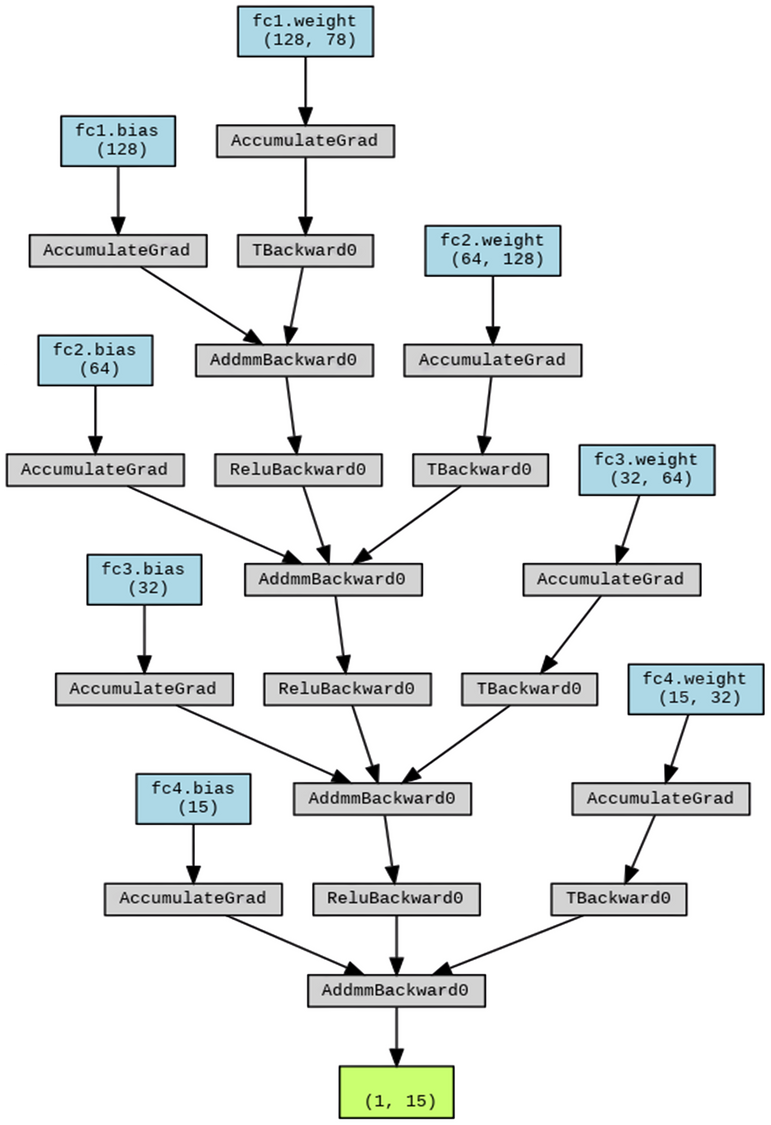 fc1.weight
(128, 78)
fc1.bias
(128)
AccumulateGrad
AccumulateGrad
TBackward0
fc2.weight
(64, 128)
fc2.bias
(64)
AddmmBackward0
AccumulateGrad
AccumulateGrad
ReluBackward0
TBackward0
fc3.weight
(32, 64)
fc3.bias
(32)
AddmmBackward0
AccumulateGrad
AccumulateGrad
ReluBackward0
TBackward0
fc4.weight
(15, 32)
fc4.bias
(15)
AddmmBackward0
AccumulateGrad
AccumulateGrad
ReluBackward0
TBackward0
AddmmBackward0
(1, 15)